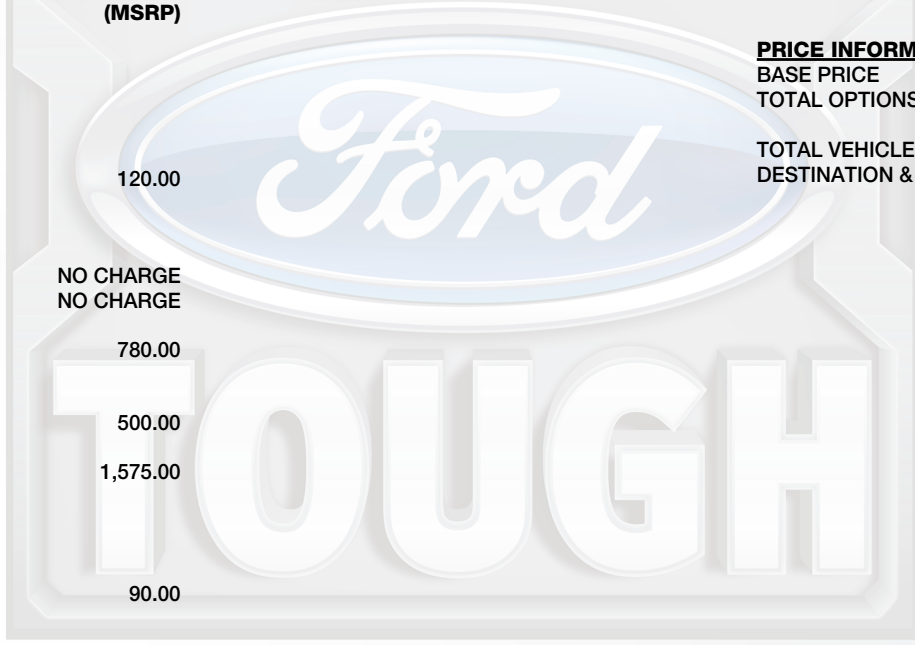 (MSRP)
120.00
NO CHARGE
NO CHARGE
780.00
500.00
1,575.00
90.00
PRICE INFORM
BASE PRICE
TOTAL OPTIONS
TOTAL VEHICLE
DESTINATION &
Ford
TOUGH